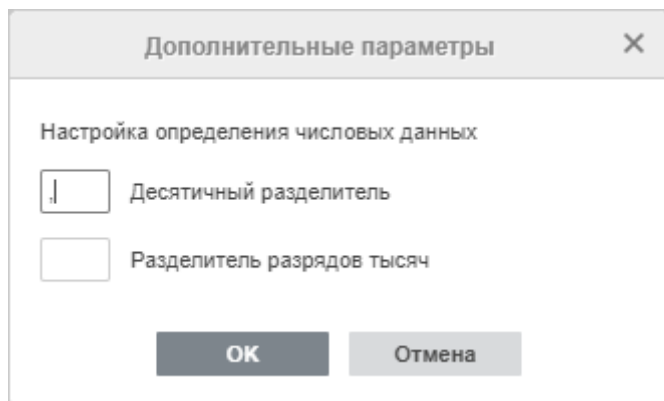 Дополнительные параметры
Настройка определения числовых данных
, Десятичный разделитель
Разделитель разрядов тысяч
OK Отмена